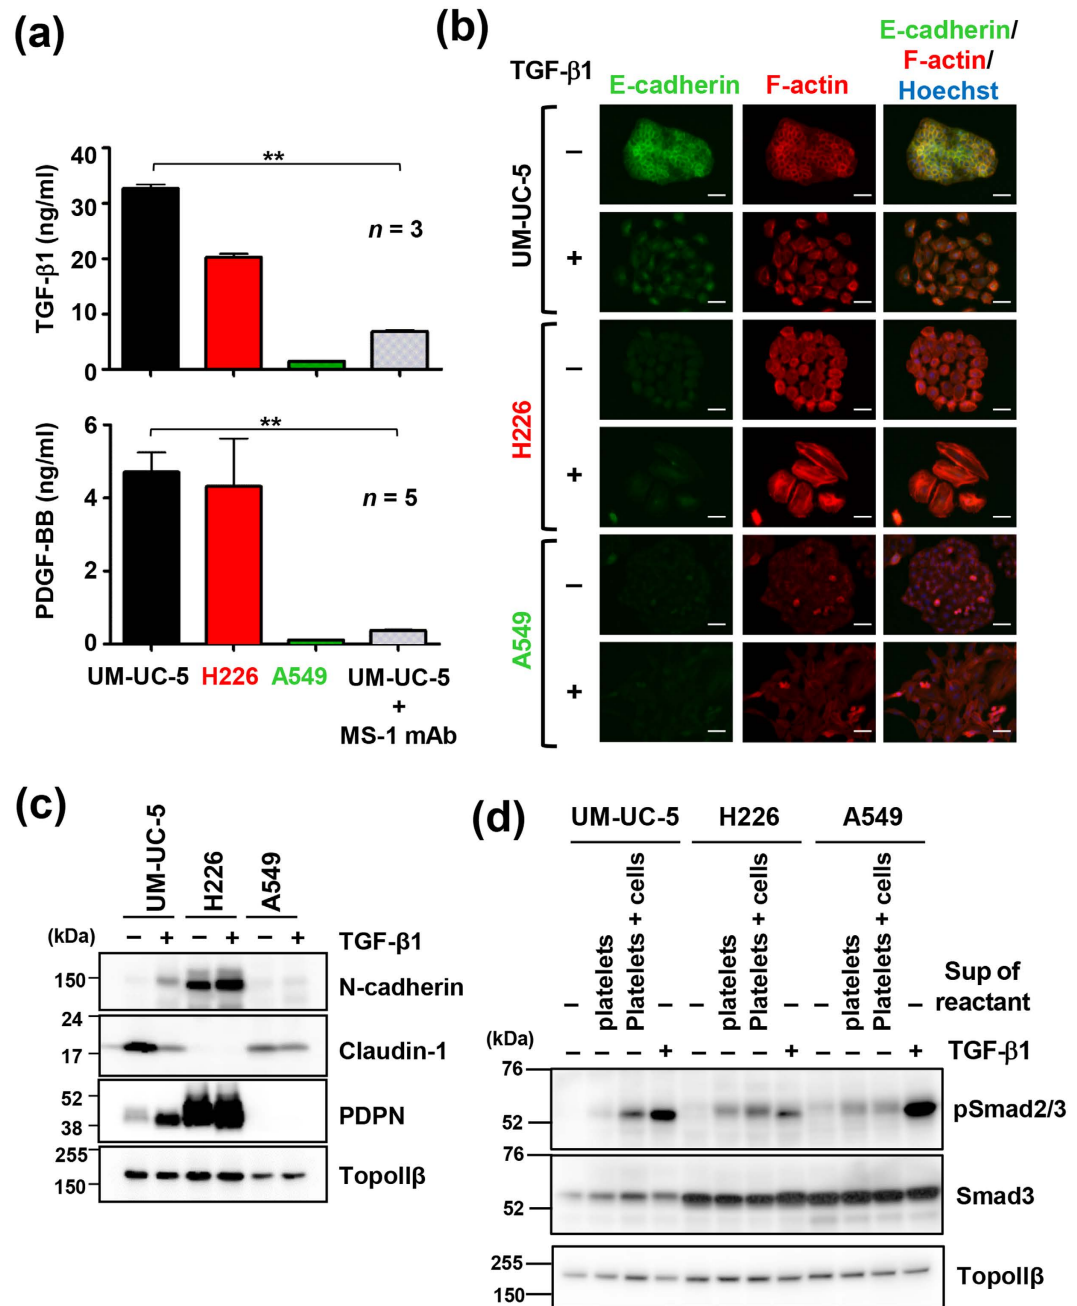 (a)
TGF-β1 (ng/ml)
40
30
20
10
0
**
n = 3
PDGF-BB (ng/ml)
6
4
2
0
**
n = 5
UM-UC-5 H226 A549 UM-UC-5
+
MS-1 mAb
(b)
TGF-β1
E-cadherin
F-actin
E-cadherin/
F-actin/
Hoechst
UM-UC-5
–
+
H226
–
+
A549
–
+
(c)
UM-UC-5
H226
A549
(kDa) – + – + – + TGF-β1
150 N-cadherin
24
17 Claudin-1
52
38 PDPN
255
150 TopoIIβ
(d)
UM-UC-5 H226 A549
– platelets Platelets + cells – – platelets Platelets + cells – – platelets Platelets + cells –
Sup of
reactant
(kDa) – – – + – – – + – – – + TGF-β1
76
52 pSmad2/3
76
52 Smad3
255
150 TopoIIβ